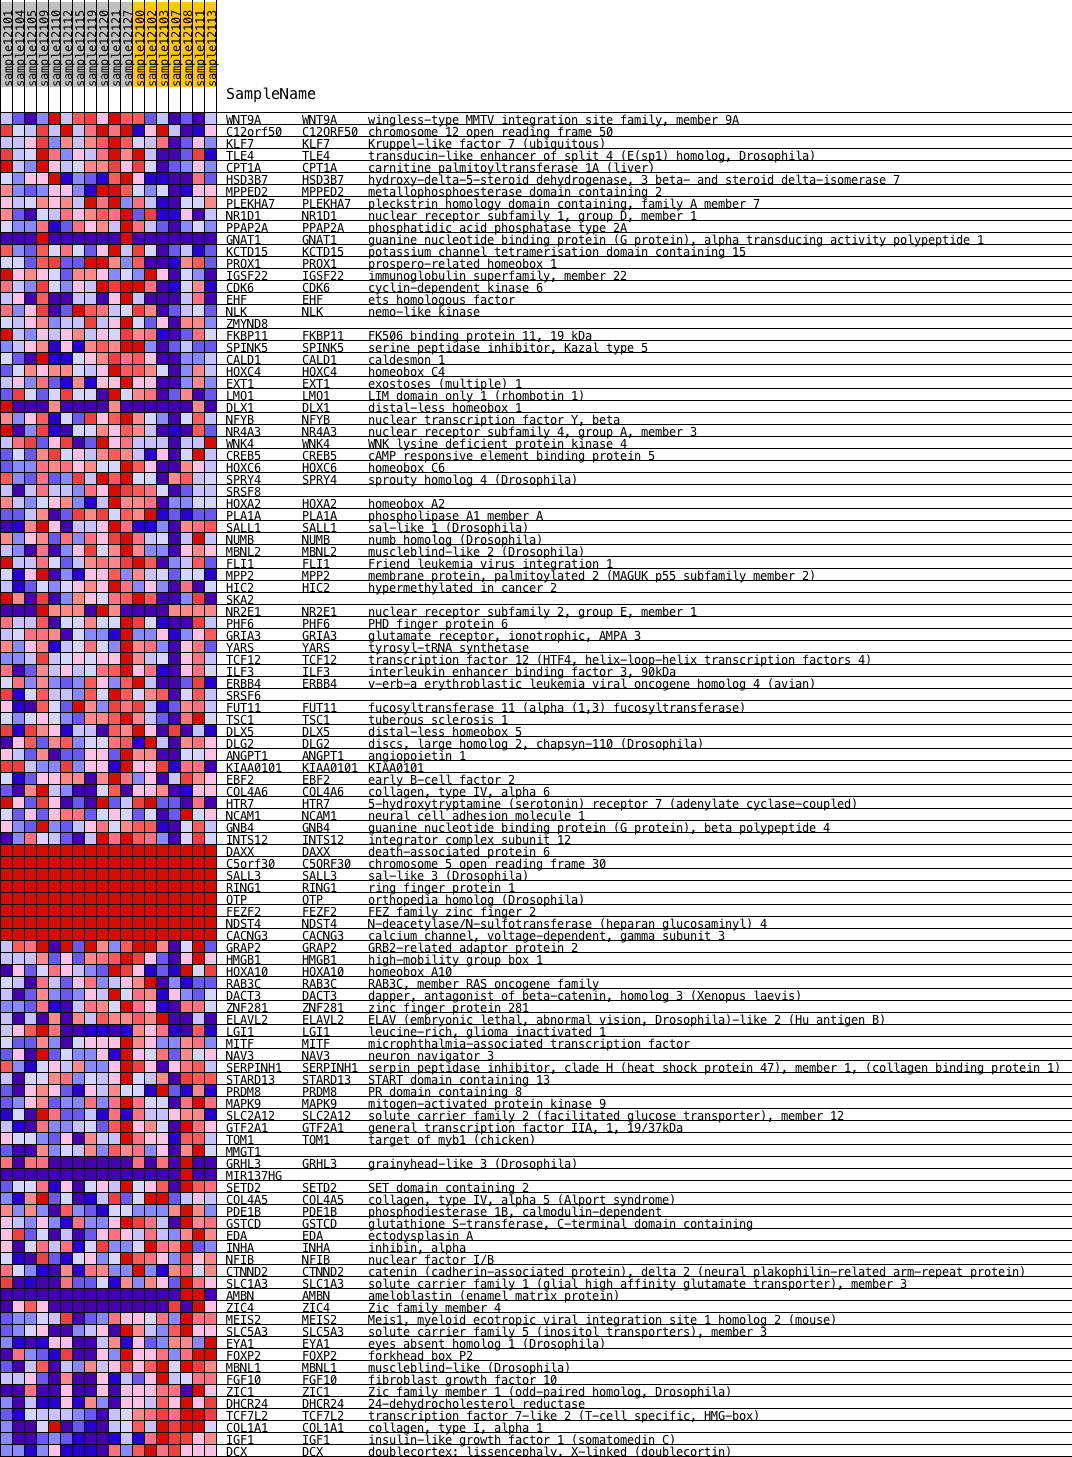 sample12101 sample12104 sample12105 sample12109 sample12110 sample12112 sample12115 sample12119 sample12120 sample12121 sample12127 sample12100 sample12102 sample12103 sample12107 sample12108 sample12111 sample12113
SampleName
WNT9A WNT9A wingless-type MMTV integration site family, member 9A
C12orf50 C12ORF50 chromosome 12 open reading frame 50
KLF7 KLF7 Kruppel-like factor 7 (ubiquitous)
TLE4 TLE4 transducin-like enhancer of split 4 (E(sp1) homolog, Drosophila)
CPT1A CPT1A carnitine palmitoyltransferase 1A (liver)
HSD3B7 HSD3B7 hydroxy-delta-5-steroid dehydrogenase, 3 beta- and steroid delta-isomerase 7
MPPED2 MPPED2 metallophosphoesterase domain containing 2
PLEKHA7 PLEKHA7 pleckstrin homology domain containing, family A member 7
NR1D1 NR1D1 nuclear receptor subfamily 1, group D, member 1
PPAP2A PPAP2A phosphatidic acid phosphatase type 2A
GNAT1 GNAT1 guanine nucleotide binding protein (G protein), alpha transducing activity polypeptide 1
KCTD15 KCTD15 potassium channel tetramerisation domain containing 15
PROX1 PROX1 prospero-related homeobox 1
IGSF22 IGSF22 immunoglobulin superfamily, member 22
CDK6 CDK6 cyclin-dependent kinase 6
EHF EHF ets homologous factor
NLK NLK nemo-like kinase
ZMYND8
FKBP11 FKBP11 FK506 binding protein 11, 19 kDa
SPINK5 SPINK5 serine peptidase inhibitor, Kazal type 5
CALD1 CALD1 caldesmon 1
HOXC4 HOXC4 homeobox C4
EXT1 EXT1 exostoses (multiple) 1
LMO1 LMO1 LIM domain only 1 (rhombotin 1)
DLX1 DLX1 distal-less homeobox 1
NFYB NFYB nuclear transcription factor Y, beta
NR4A3 NR4A3 nuclear receptor subfamily 4, group A, member 3
WNK4 WNK4 WNK lysine deficient protein kinase 4
CREB5 CREB5 cAMP responsive element binding protein 5
HOXC6 HOXC6 homeobox C6
SPRY4 SPRY4 sprouty homolog 4 (Drosophila)
SRSF8
HOXA2 HOXA2 homeobox A2
PLA1A PLA1A phospholipase A1 member A
SALL1 SALL1 sal-like 1 (Drosophila)
NUMB NUMB numb homolog (Drosophila)
MBNL2 MBNL2 muscleblind-like 2 (Drosophila)
FLI1 FLI1 Friend leukemia virus integration 1
MPP2 MPP2 membrane protein, palmitoylated 2 (MAGUK p55 subfamily member 2)
HIC2 HIC2 hypermethylated in cancer 2
SKA2
NR2E1 NR2E1 nuclear receptor subfamily 2, group E, member 1
PHF6 PHF6 PHD finger protein 6
GRIA3 GRIA3 glutamate receptor, ionotrophic, AMPA 3
YARS YARS tyrosyl-tRNA synthetase
TCF12 TCF12 transcription factor 12 (HTF4, helix-loop-helix transcription factors 4)
ILF3 ILF3 interleukin enhancer binding factor 3, 90kDa
ERBB4 ERBB4 v-erb-a erythroblastic leukemia viral oncogene homolog 4 (avian)
SRSF6
FUT11 FUT11 fucosyltransferase 11 (alpha (1,3) fucosyltransferase)
TSC1 TSC1 tuberous sclerosis 1
DLX5 DLX5 distal-less homeobox 5
DLG2 DLG2 discs, large homolog 2, chapsyn-110 (Drosophila)
ANGPT1 ANGPT1 angiopoietin 1
KIAA0101 KIAA0101 KIAA0101
EBF2 EBF2 early B-cell factor 2
COL4A6 COL4A6 collagen, type IV, alpha 6
HTR7 HTR7 5-hydroxytryptamine (serotonin) receptor 7 (adenylate cyclase-coupled)
NCAM1 NCAM1 neural cell adhesion molecule 1
GNB4 GNB4 guanine nucleotide binding protein (G protein), beta polypeptide 4
INTS12 INTS12 integrator complex subunit 12
DAXX DAXX death-associated protein 6
C5orf30 C5ORF30 chromosome 5 open reading frame 30
SALL3 SALL3 sal-like 3 (Drosophila)
RING1 RING1 ring finger protein 1
OTP OTP orthopedia homolog (Drosophila)
FEZF2 FEZF2 FEZ family zinc finger 2
NDST4 NDST4 N-deacetylase/N-sulfotransferase (heparan glucosaminyl) 4
CACNG3 CACNG3 calcium channel, voltage-dependent, gamma subunit 3
GRAP2 GRAP2 GRB2-related adaptor protein 2
HMGB1 HMGB1 high-mobility group box 1
HOXA10 HOXA10 homeobox A10
RAB3C RAB3C RAB3C, member RAS oncogene family
DACT3 DACT3 dapper, antagonist of beta-catenin, homolog 3 (Xenopus laevis)
ZNF281 ZNF281 zinc finger protein 281
ELAVL2 ELAVL2 ELAV (embryonic lethal, abnormal vision, Drosophila)-like 2 (Hu antigen B)
LGI1 LGI1 leucine-rich, glioma inactivated 1
MITF MITF microphthalmia-associated transcription factor
NAV3 NAV3 neuron navigator 3
SERPINH1 SERPINH1 serpin peptidase inhibitor, clade H (heat shock protein 47), member 1, (collagen binding protein 1)
STARD13 STARD13 START domain containing 13
PRDM8 PRDM8 PR domain containing 8
MAPK9 MAPK9 mitogen-activated protein kinase 9
SLC2A12 SLC2A12 solute carrier family 2 (facilitated glucose transporter), member 12
GTF2A1 GTF2A1 general transcription factor IIA, 1, 19/37kDa
TOM1 TOM1 target of myb1 (chicken)
MMGT1
GRHL3 GRHL3 grainyhead-like 3 (Drosophila)
MIR137HG
SETD2 SETD2 SET domain containing 2
COL4A5 COL4A5 collagen, type IV, alpha 5 (Alport syndrome)
PDE1B PDE1B phosphodiesterase 1B, calmodulin-dependent
GSTCD GSTCD glutathione S-transferase, C-terminal domain containing
EDA EDA ectodysplasin A
INHA INHA inhibin, alpha
NFIB NFIB nuclear factor I/B
CTNND2 CTNND2 catenin (cadherin-associated protein), delta 2 (neural plakophilin-related arm-repeat protein)
SLC1A3 SLC1A3 solute carrier family 1 (glial high affinity glutamate transporter), member 3
AMBN AMBN ameloblastin (enamel matrix protein)
ZIC4 ZIC4 Zic family member 4
MEIS2 MEIS2 Meis1, myeloid ecotropic viral integration site 1 homolog 2 (mouse)
SLC5A3 SLC5A3 solute carrier family 5 (inositol transporters), member 3
EYA1 EYA1 eyes absent homolog 1 (Drosophila)
FOXP2 FOXP2 forkhead box P2
MBNL1 MBNL1 muscleblind-like (Drosophila)
FGF10 FGF10 fibroblast growth factor 10
ZIC1 ZIC1 Zic family member 1 (odd-paired homolog, Drosophila)
DHCR24 DHCR24 24-dehydrocholesterol reductase
TCF7L2 TCF7L2 transcription factor 7-like 2 (T-cell specific, HMG-box)
COL1A1 COL1A1 collagen, type I, alpha 1
IGF1 IGF1 insulin-like growth factor 1 (somatomedin C)
DCX DCX doublecortex; lissencephaly, X-linked (doublecortin)